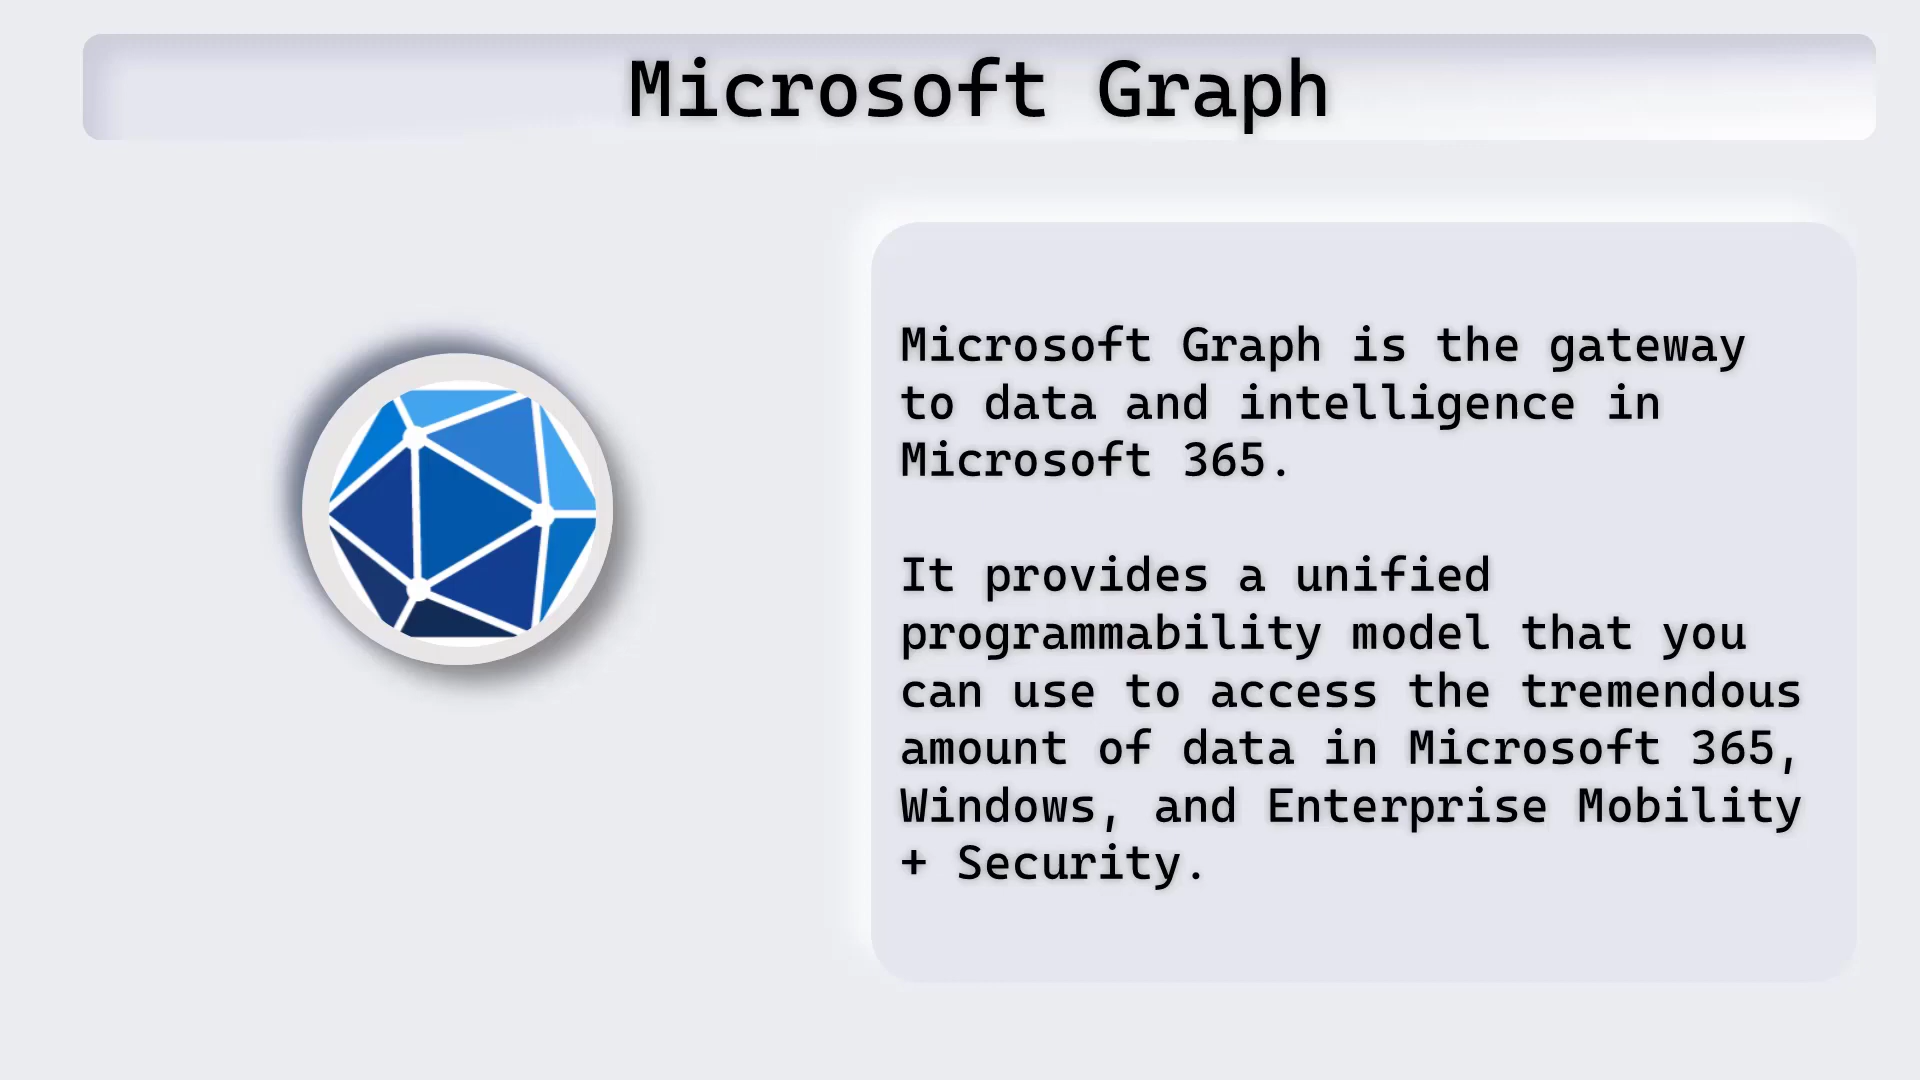 Microsoft Graph
Microsoft Graph is the gateway
to data and intelligence in
Microsoft 365.
It provides a unified
programmability model that you
can use to access the tremendous
amount of data in Microsoft 365,
Windows, and Enterprise Mobility
+ Security.